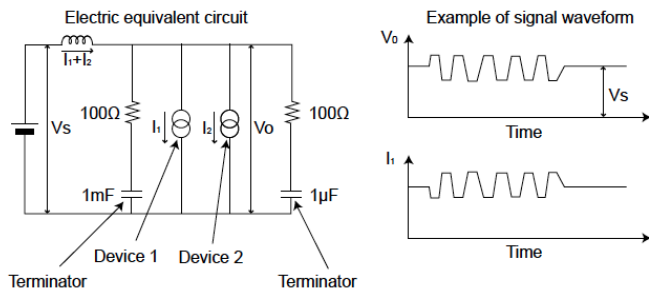 Electric equivalent circuit
I₁+I₂
100Ω
Vs
I₁
I₂
Vo
100Ω
1mF
1μF
Device 1
Device 2
Terminator
Terminator
Example of signal waveform
V₀
Vs
Time
I₁
Time